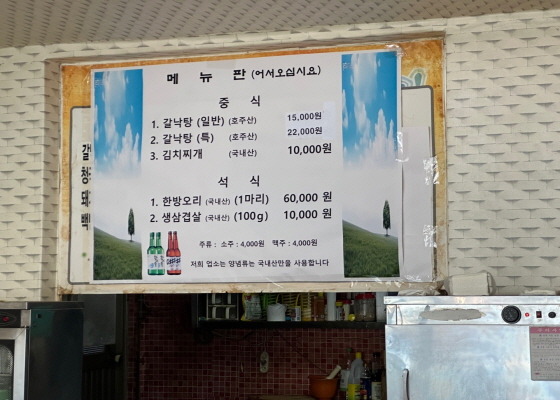 메 뉴 판 (어서오십시요)
중 식
1. 갈낙탕 (일반) (호주산) 15,000원
2. 갈낙탕 (특) (호주산) 22,000원
3. 김치찌개 (국내산) 10,000원
석 식
1. 한방오리 (국내산) (1마리) 60,000 원
2. 생삼겹살 (국내산) (100g) 10,000 원
주류 : 소주 : 4,000원 맥주 : 4,000원
저희 업소는 양념류는 국내산만을 사용합니다